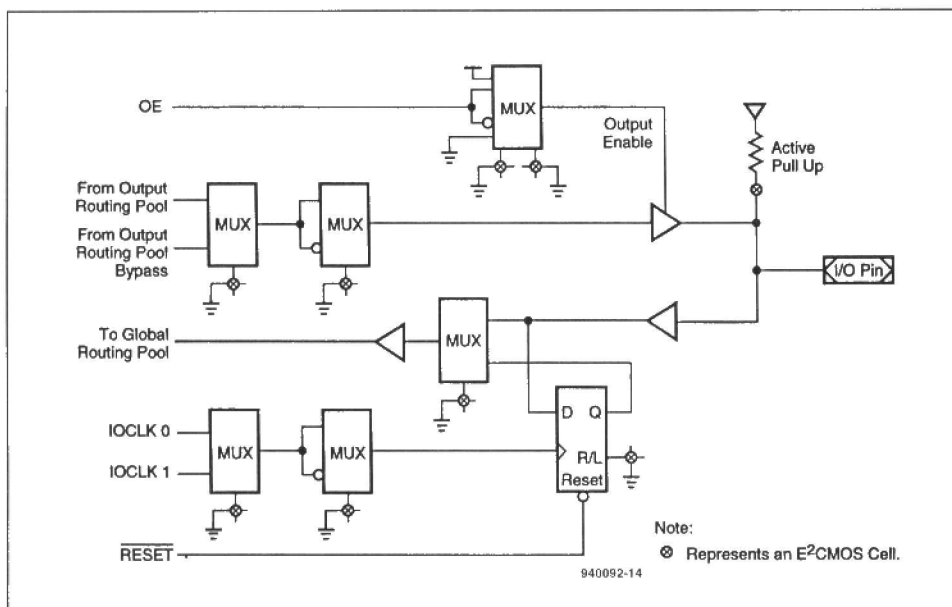 OE
MUX
Output
Enable
Active
Pull Up
From Output
Routing Pool
MUX
MUX
From Output
Routing Pool
Bypass
I/O Pin
To Global
Routing Pool
MUX
D Q
R/L
Reset
IOCLK 0
MUX
MUX
IOCLK 1
RESET
Note:
⊗ Represents an E²CMOS Cell.
940092-14